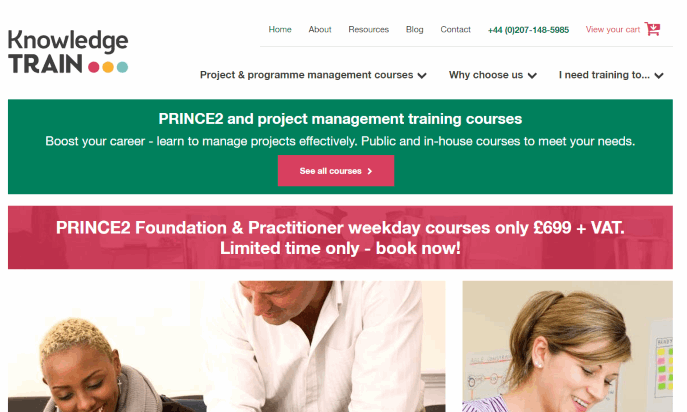 Home About Resources Blog Contact +44 (0)207-148-5985 View your cart
Knowledge
TRAIN
Project & programme management courses Why choose us I need training to...
PRINCE2 and project management training courses
Boost your career - learn to manage projects effectively. Public and in-house courses to meet your needs.
See all courses
PRINCE2 Foundation & Practitioner weekday courses only £699 + VAT.
Limited time only - book now!